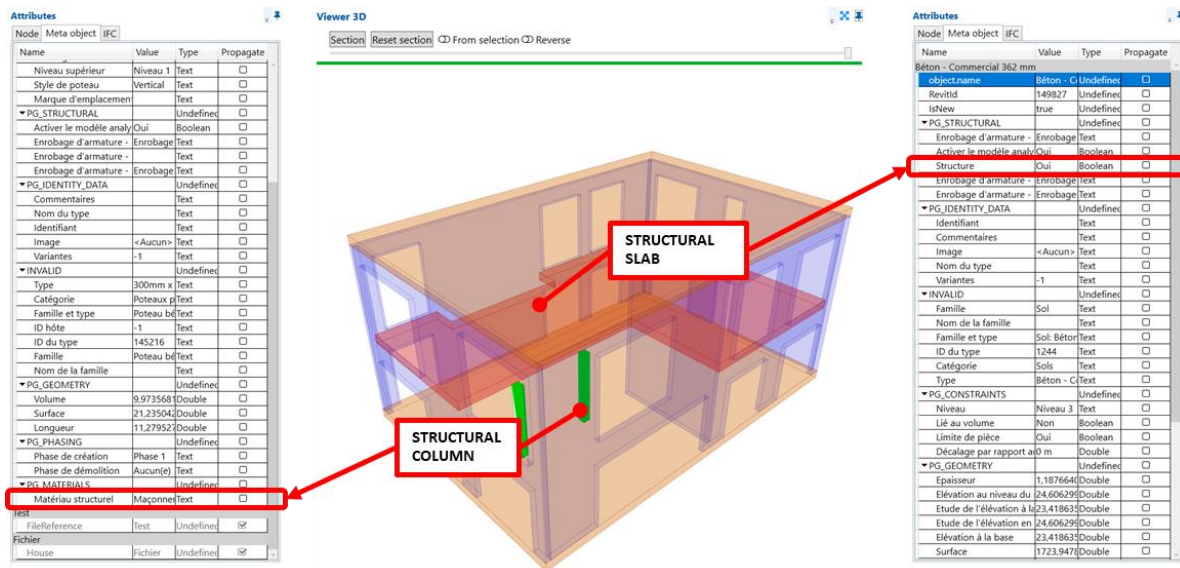 Attributes
Node Meta object IFC
Name Value Type Propagate
Niveau supérieur Niveau 1 Text
Style de poteau Vertical Text
Marque d'emplacemen Text
PG_STRUCTURAL Undefined
Activer le modèle analy Oui Boolean
Enrobage d'armature - Enrobage Text
Enrobage d'armature - Text
Enrobage d'armature - Enrobage Text
PG_IDENTITY_DATA Undefined
Commentaires Text
Nom du type Text
Identifiant Text
Image <Aucun> Text
Variantes -1 Text
INVALID Undefined
Type 300mm x Text
Catégorie Poteaux p Text
Famille et type Poteau bé Text
ID hôte -1 Text
ID du type 145216 Text
Famille Poteau bé Text
Nom de la famille Text
PG_GEOMETRY Undefined
Volume 9,9735681 Double
Surface 21,235042 Double
Longueur 11,279527 Double
PG_PHASING Undefined
Phase de création Phase 1 Text
Phase de démolition Aucun(e) Text
PG_MATERIALS Undefined
Matériau structurel Maçonner Text
Test
FileReference Test Undefined
Fichier
House Fichier Undefined
Viewer 3D
Section Reset section From selection Reverse
STRUCTURAL
SLAB
STRUCTURAL
COLUMN
Attributes
Node Meta object IFC
Name Value Type Propagate
Béton - Commercial 362 mm
object.name Béton - Co Undefined
RevitId 149827 Undefined
IsNew true Undefined
PG_STRUCTURAL Undefined
Enrobage d'armature - Enrobage Text
Activer le modèle analy Oui Boolean
Structure Oui Boolean
Enrobage d'armature - Enrobage Text
Enrobage d'armature - Enrobage Text
PG_IDENTITY_DATA Undefined
Identifiant Text
Commentaires Text
Image <Aucun> Text
Nom du type Text
Variantes -1 Text
INVALID Undefined
Famille Sol Text
Nom de la famille Text
Famille et type Sol: Béton Text
ID du type 1244 Text
Catégorie Sols Text
Type Béton - Co Text
PG_CONSTRAINTS Undefined
Niveau Niveau 3 Text
Lié au volume Non Boolean
Limite de pièce Oui Boolean
Décalage par rapport au 0 m Double
PG_GEOMETRY Undefined
Epaisseur 1,1876640 Double
Elévation au niveau du 24,606299 Double
Etude de l'élévation à la 23,418635 Double
Etude de l'élévation en 24,606299 Double
Elévation à la base 23,418635 Double
Surface 1723,9478 Double